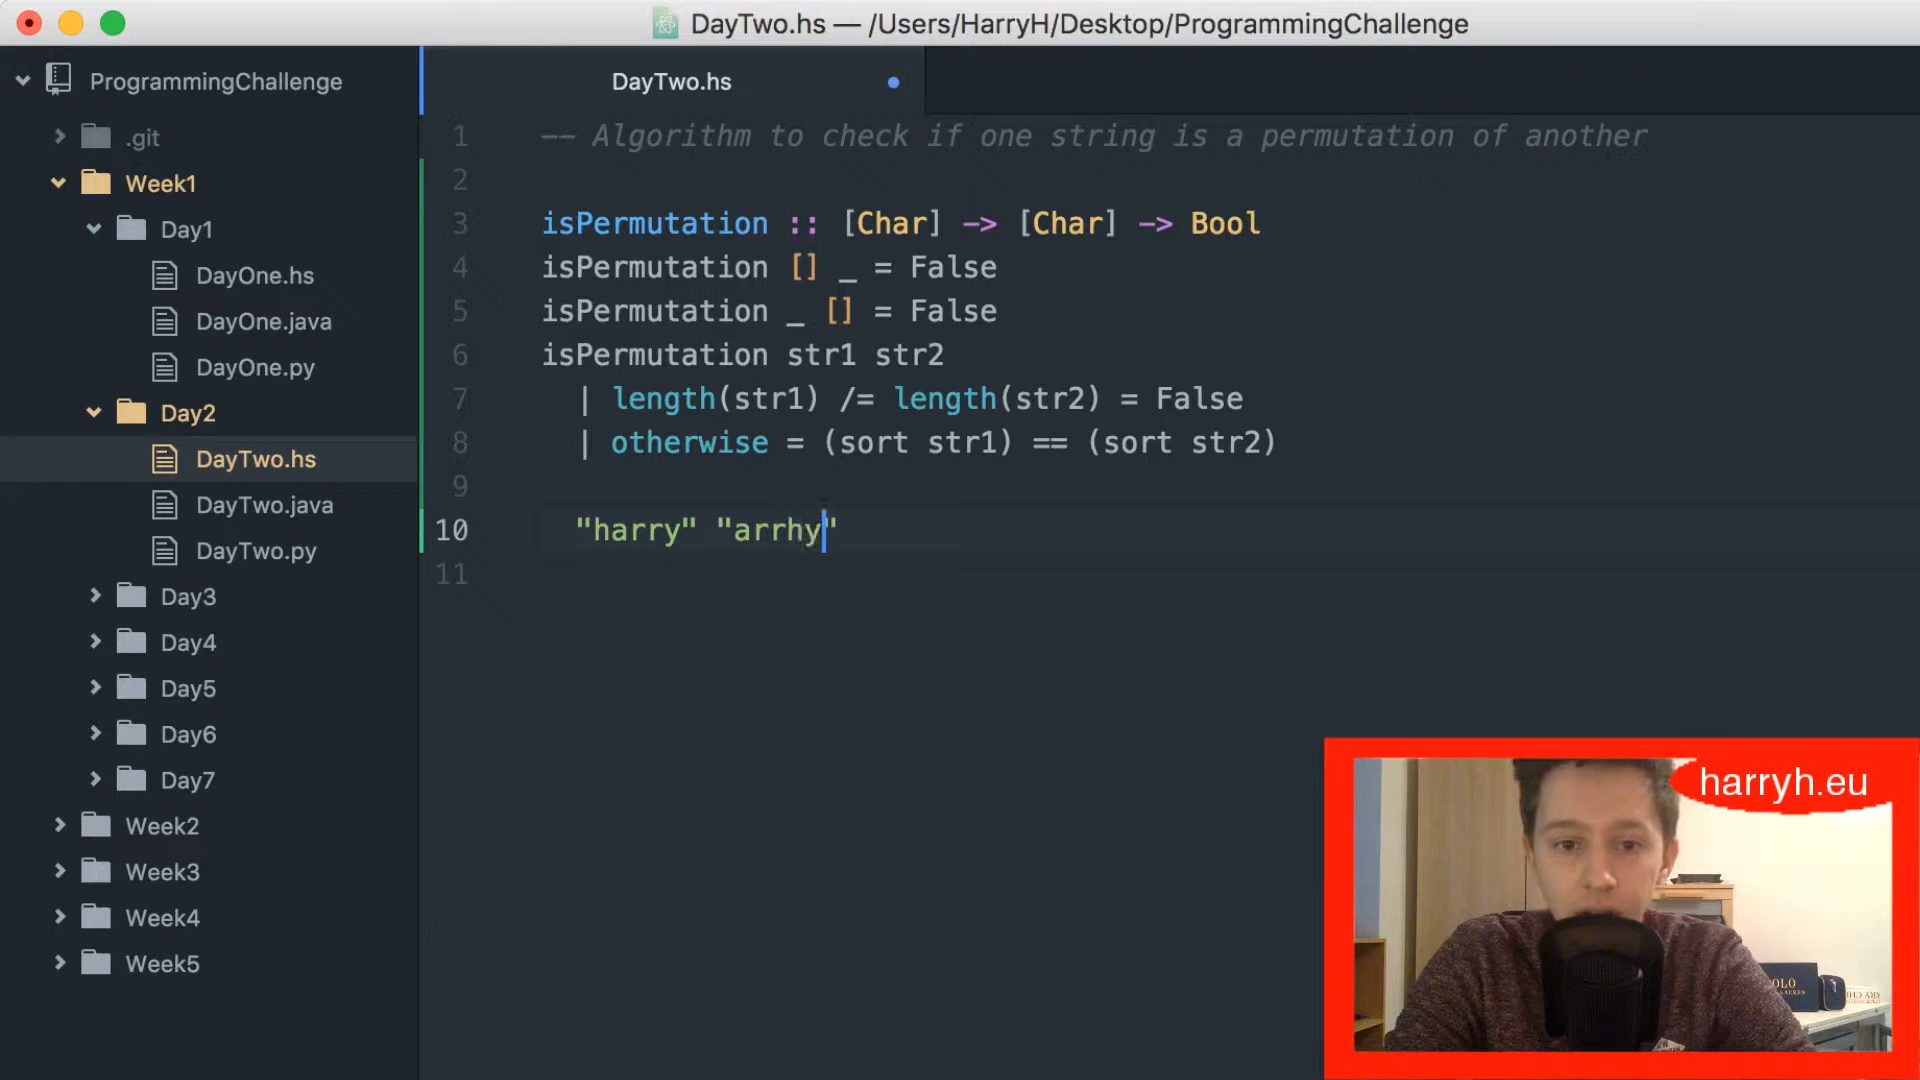 DayTwo.hs — /Users/HarryH/Desktop/ProgrammingChallenge
ProgrammingChallenge
.git
Week1
Day1
DayOne.hs
DayOne.java
DayOne.py
Day2
DayTwo.hs
DayTwo.java
DayTwo.py
Day3
Day4
Day5
Day6
Day7
Week2
Week3
Week4
Week5
DayTwo.hs
1 -- Algorithm to check if one string is a permutation of another
2
3 isPermutation :: [Char] -> [Char] -> Bool
4 isPermutation [] _ = False
5 isPermutation _ [] = False
6 isPermutation str1 str2
7 | length(str1) /= length(str2) = False
8 | otherwise = (sort str1) == (sort str2)
9
10 "harry" "arrhy"
11
harryh.eu